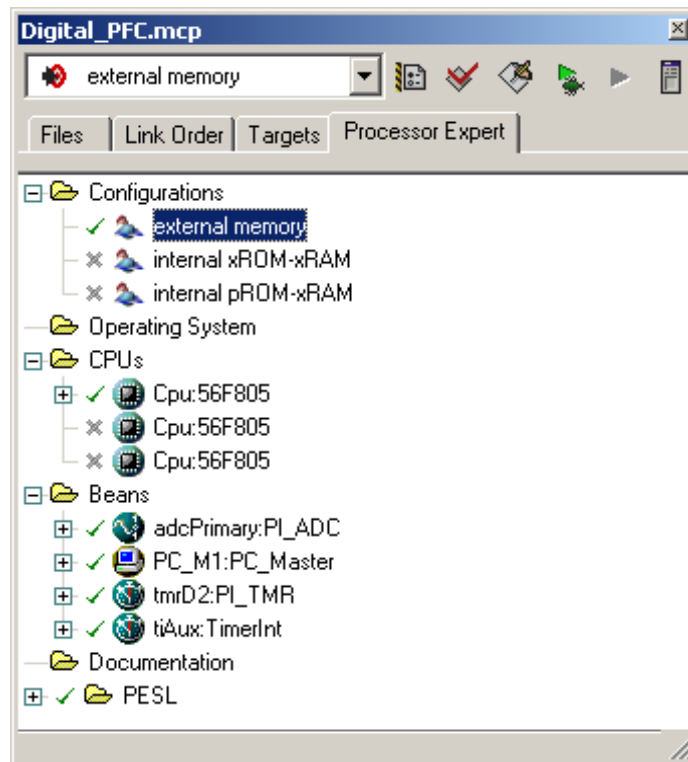 Digital_PFC.mcp
external memory
Files Link Order Targets Processor Expert
Configurations
external memory
internal xROM-xRAM
internal pROM-xRAM
Operating System
CPUs
Cpu:56F805
Cpu:56F805
Cpu:56F805
Beans
adcPrimary:PI_ADC
PC_M1:PC_Master
tmrD2:PI_TMR
tiAux:TimerInt
Documentation
PESL